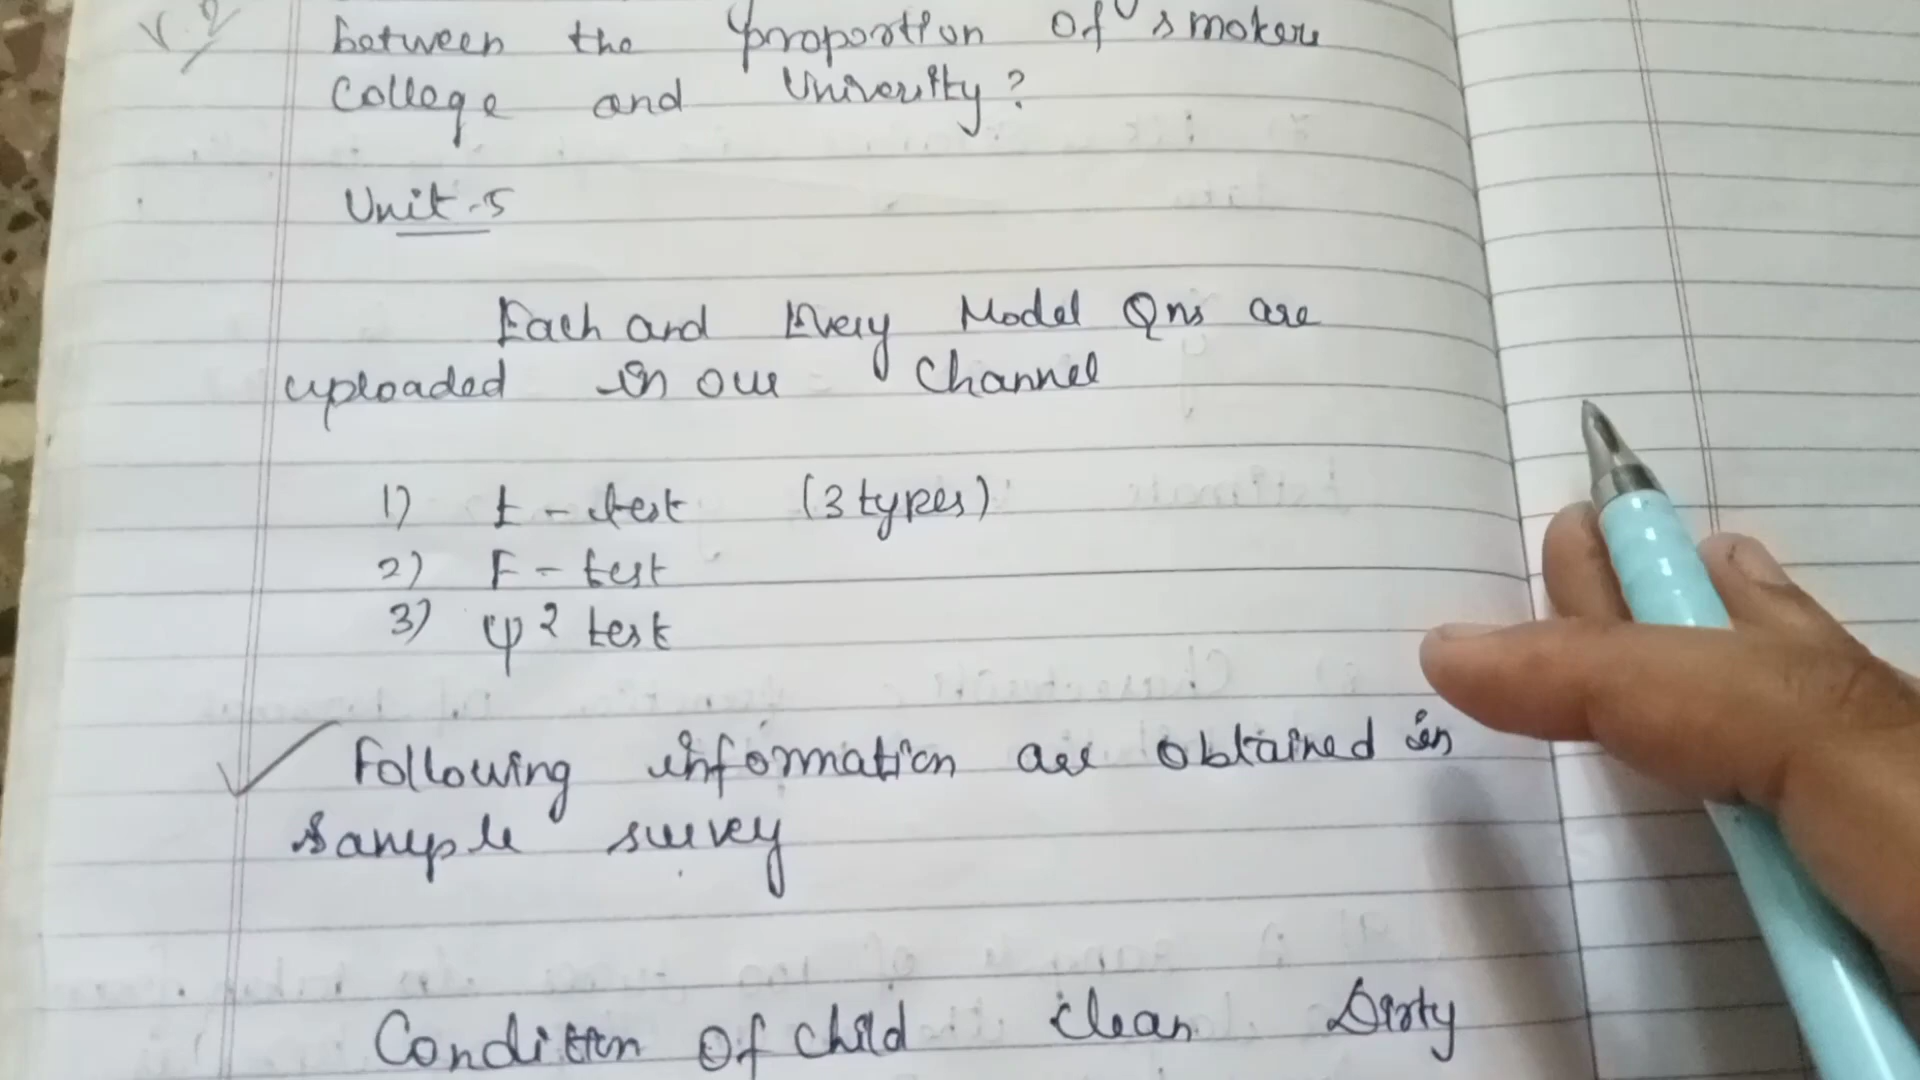 between the proportion of smokers
College and University?
Unit-5
Each and Every Model Qns are
uploaded in our Channel
1) t-test (3 types)
2) F-test
3) ψ² test
Following information are obtained in
Sample survey
Condition Of child clean Dirty